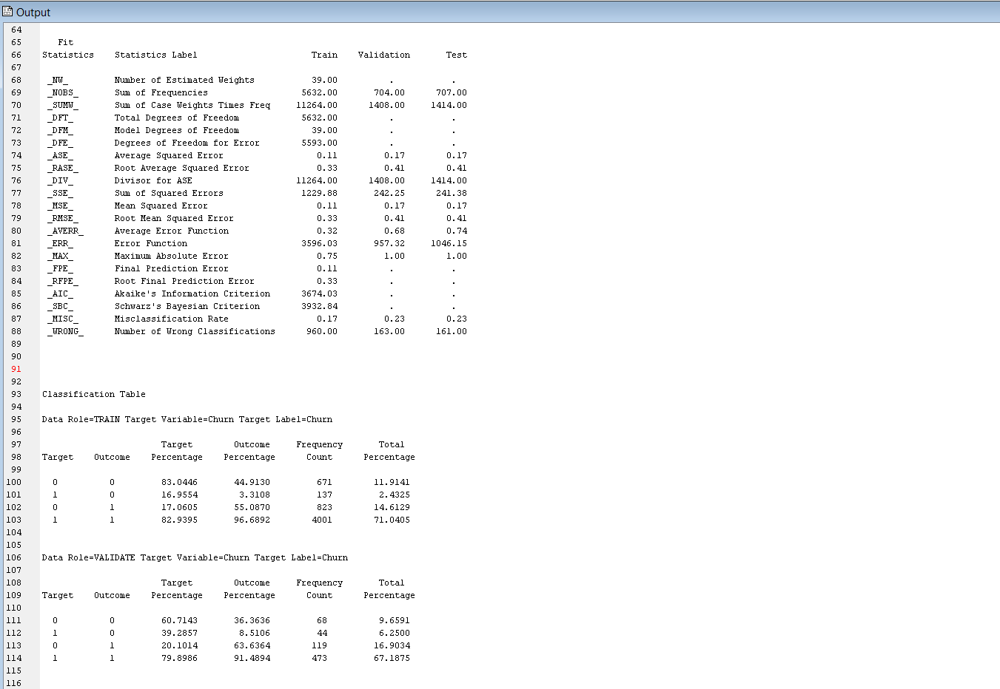 Output
64
65 Fit
66 Statistics Statistics Label Train Validation Test
67
68 _NW_ Number of Estimated Weights 39.00 . .
69 _NOBS_ Sum of Frequencies 5632.00 704.00 707.00
70 _SUMW_ Sum of Case Weights Times Freq 11264.00 1408.00 1414.00
71 _DFT_ Total Degrees of Freedom 5632.00 . .
72 _DFM_ Model Degrees of Freedom 39.00 . .
73 _DFE_ Degrees of Freedom for Error 5593.00 . .
74 _ASE_ Average Squared Error 0.11 0.17 0.17
75 _RASE_ Root Average Squared Error 0.33 0.41 0.41
76 _DIV_ Divisor for ASE 11264.00 1408.00 1414.00
77 _SSE_ Sum of Squared Errors 1229.88 242.25 241.38
78 _MSE_ Mean Squared Error 0.11 0.17 0.17
79 _RMSE_ Root Mean Squared Error 0.33 0.41 0.41
80 _AVERR_ Average Error Function 0.32 0.68 0.74
81 _ERR_ Error Function 3596.03 957.32 1046.15
82 _MAX_ Maximum Absolute Error 0.75 1.00 1.00
83 _FPE_ Final Prediction Error 0.11 . .
84 _RFPE_ Root Final Prediction Error 0.33 . .
85 _AIC_ Akaike's Information Criterion 3674.03 . .
86 _SBC_ Schwarz's Bayesian Criterion 3932.84 . .
87 _MISC_ Misclassification Rate 0.17 0.23 0.23
88 _WRONG_ Number of Wrong Classifications 960.00 163.00 161.00
89
90
91
92
93 Classification Table
94
95 Data Role=TRAIN Target Variable=Churn Target Label=Churn
96
97 Target Outcome Frequency Total
98 Target Outcome Percentage Percentage Count Percentage
99
100 0 0 83.0446 44.9130 671 11.9141
101 1 0 16.9554 3.3108 137 2.4325
102 0 1 17.0605 55.0870 823 14.6129
103 1 1 82.9395 96.6892 4001 71.0405
104
105
106 Data Role=VALIDATE Target Variable=Churn Target Label=Churn
107
108 Target Outcome Frequency Total
109 Target Outcome Percentage Percentage Count Percentage
110
111 0 0 60.7143 36.3636 68 9.6591
112 1 0 39.2857 8.5106 44 6.2500
113 0 1 20.1014 63.6364 119 16.9034
114 1 1 79.8986 91.4894 473 67.1875
115
116